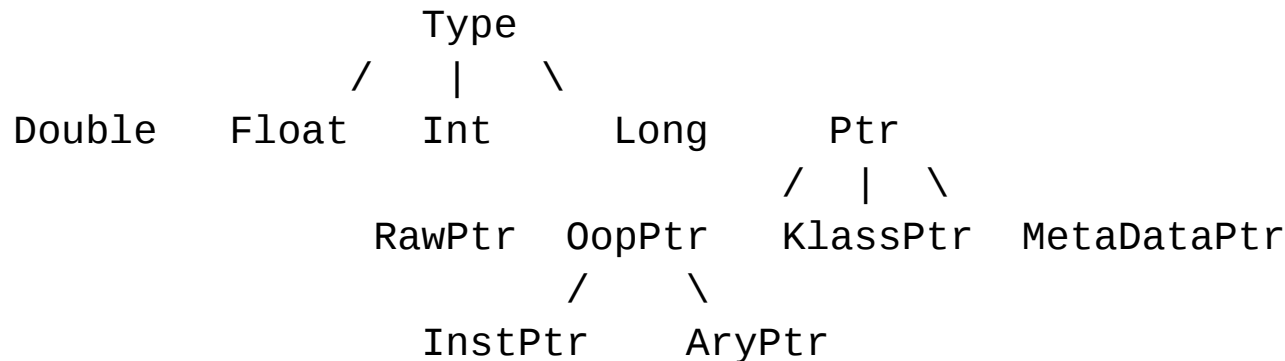 Type
/ | \
Double Float Int Long Ptr
/ | \
RawPtr OopPtr KlassPtr MetaDataPtr
/ \
InstPtr AryPtr